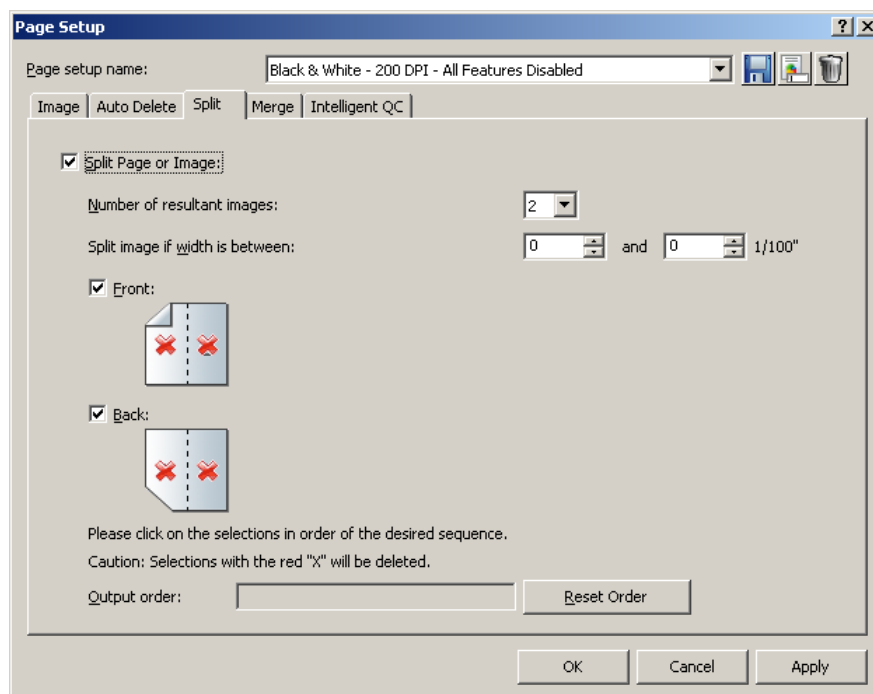 Page Setup
Page setup name: Black & White - 200 DPI - All Features Disabled
Image Auto Delete Split Merge Intelligent QC
Split Page or Image:
Number of resultant images: 2
Split image if width is between: 0 and 0 1/100"
Front:
Back:
Please click on the selections in order of the desired sequence.
Caution: Selections with the red "X" will be deleted.
Output order: Reset Order
OK Cancel Apply